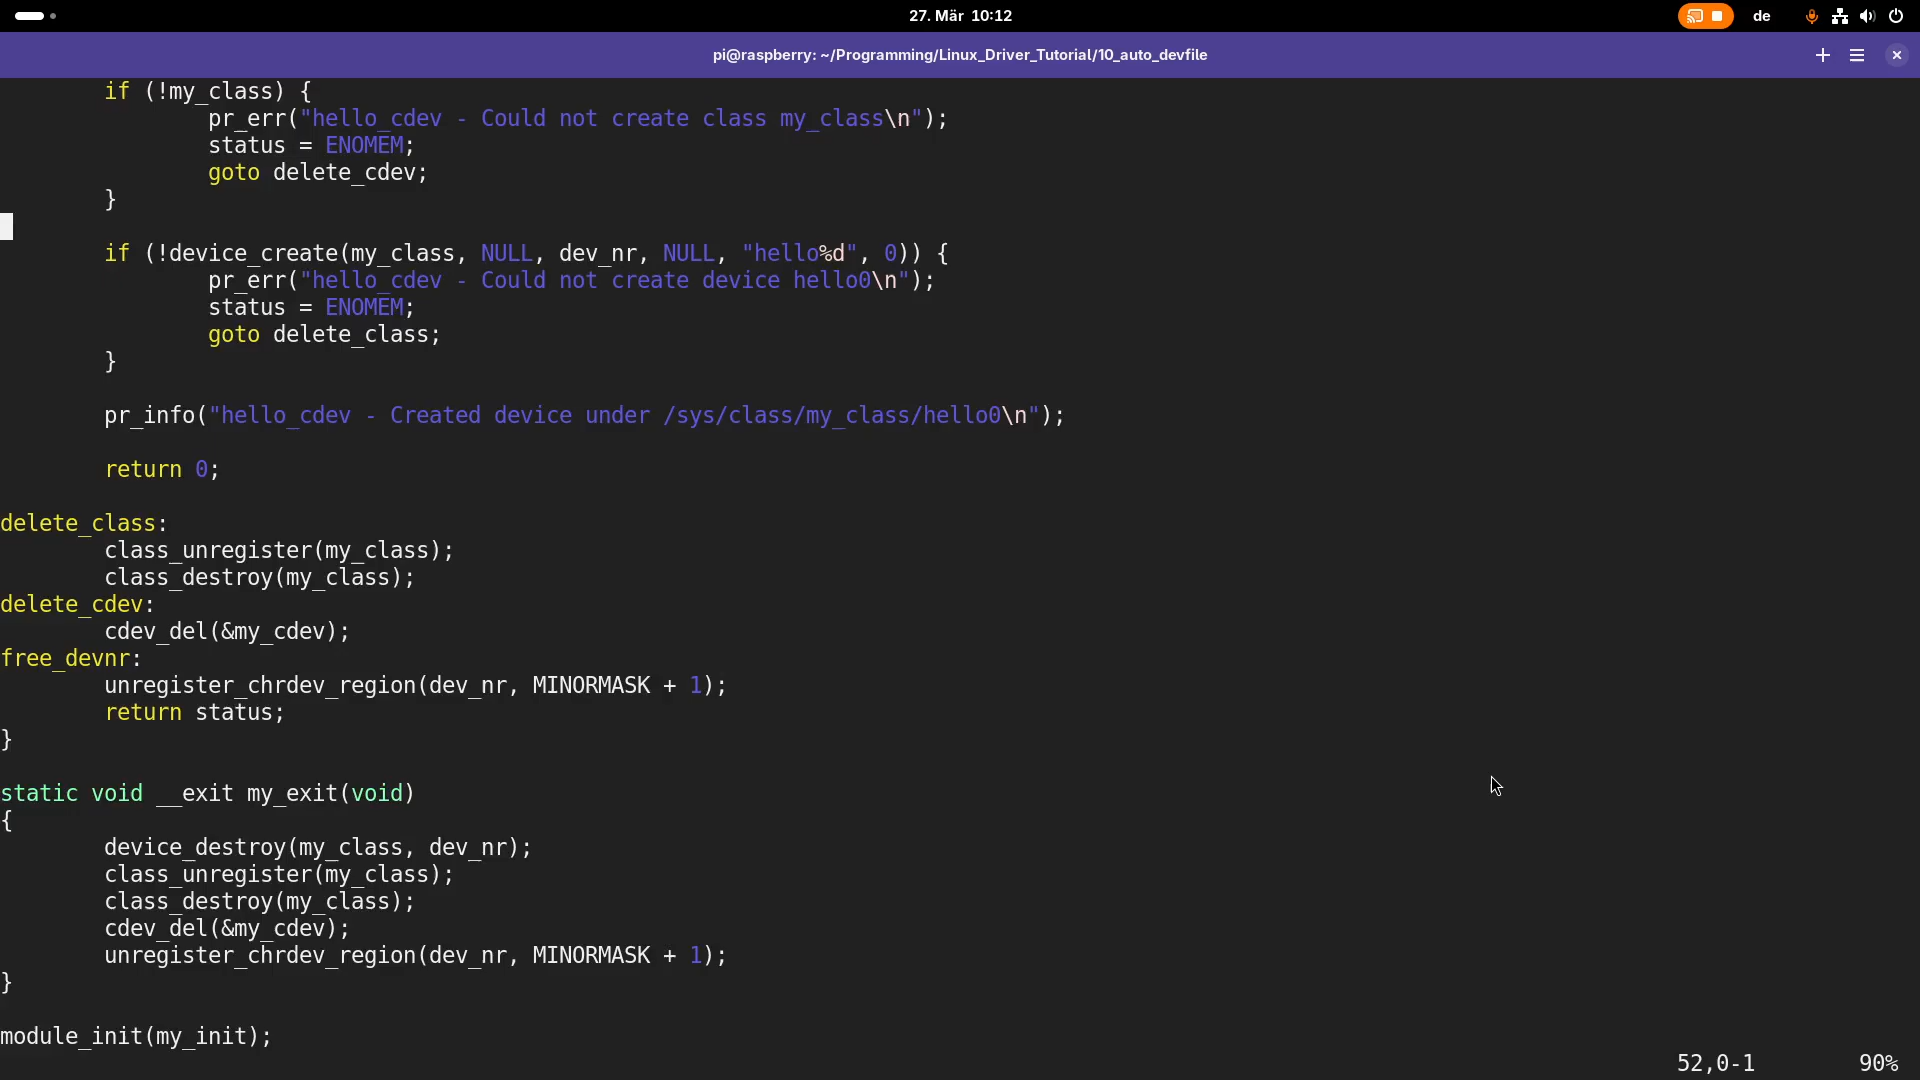 27. Mär 10:12
de
pi@raspberry: ~/Programming/Linux_Driver_Tutorial/10_auto_devfile
if (!my_class) {
pr_err("hello_cdev - Could not create class my_class\n");
status = ENOMEM;
goto delete_cdev;
}
if (!device_create(my_class, NULL, dev_nr, NULL, "hello%d", 0)) {
pr_err("hello_cdev - Could not create device hello0\n");
status = ENOMEM;
goto delete_class;
}
pr_info("hello_cdev - Created device under /sys/class/my_class/hello0\n");
return 0;
delete_class:
class_unregister(my_class);
class_destroy(my_class);
delete_cdev:
cdev_del(&my_cdev);
free_devnr:
unregister_chrdev_region(dev_nr, MINORMASK + 1);
return status;
}
static void __exit my_exit(void)
{
device_destroy(my_class, dev_nr);
class_unregister(my_class);
class_destroy(my_class);
cdev_del(&my_cdev);
unregister_chrdev_region(dev_nr, MINORMASK + 1);
}
module_init(my_init);
52,0-1 90%